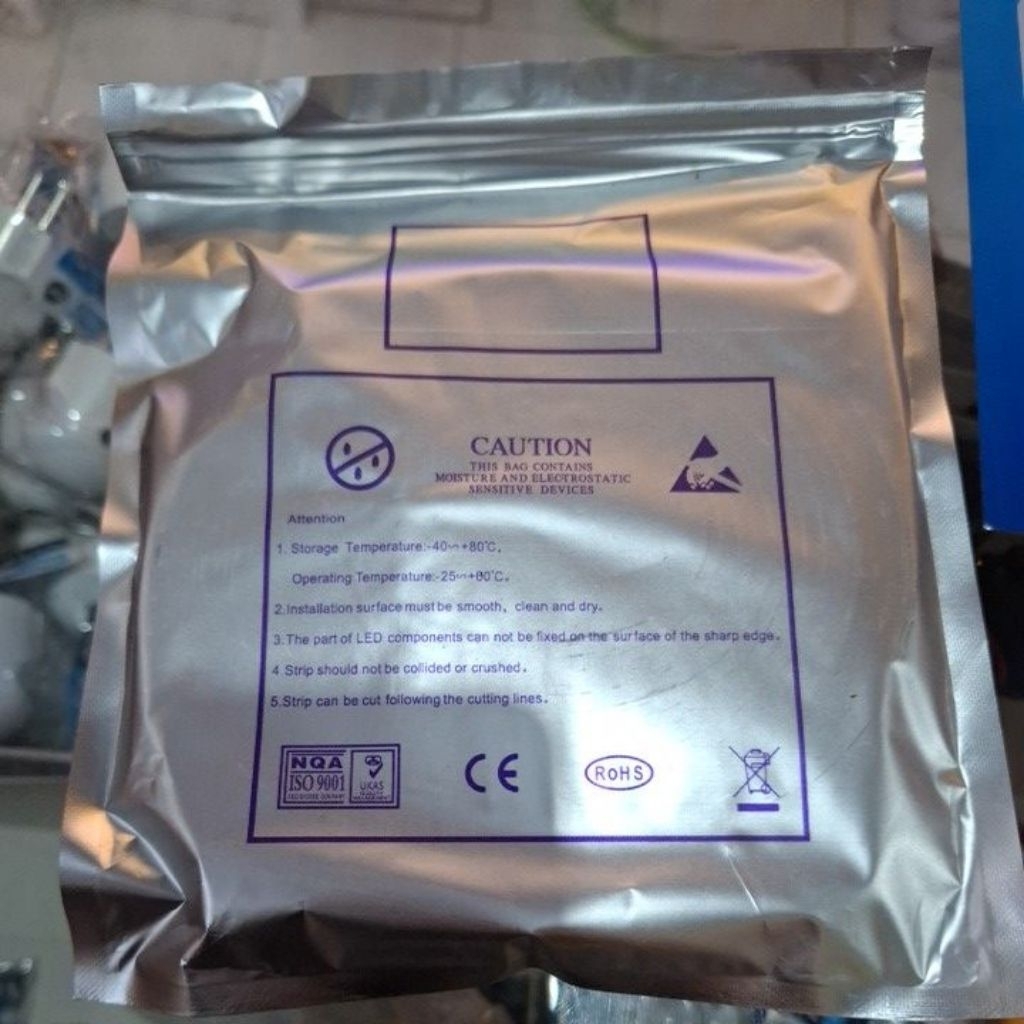 CAUTION
THIS BAG CONTAINS
MOISTURE AND ELECTROSTATIC
SENSITIVE DEVICES
Attention
1. Storage Temperature:-40~+80℃.
Operating Temperature:-25~+60℃.
2.Installation surface must be smooth, clean and dry.
3.The part of LED components can not be fixed on the surface of the sharp edge.
4.Strip should not be collided or crushed.
5.Strip can be cut following the cutting lines.
NQA
ISO 9001
UKAS
CE
RoHS